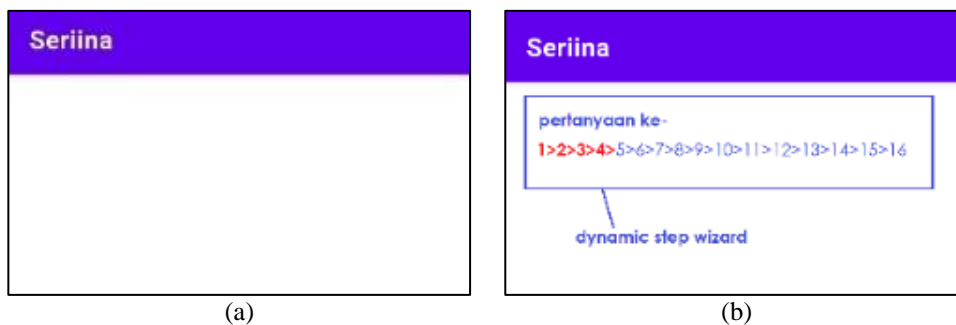 Seriina
Seriina
pertanyaan ke-
1>2>3>4>5>6>7>8>9>10>11>12>13>14>15>16
dynamic step wizard
(a)
(b)